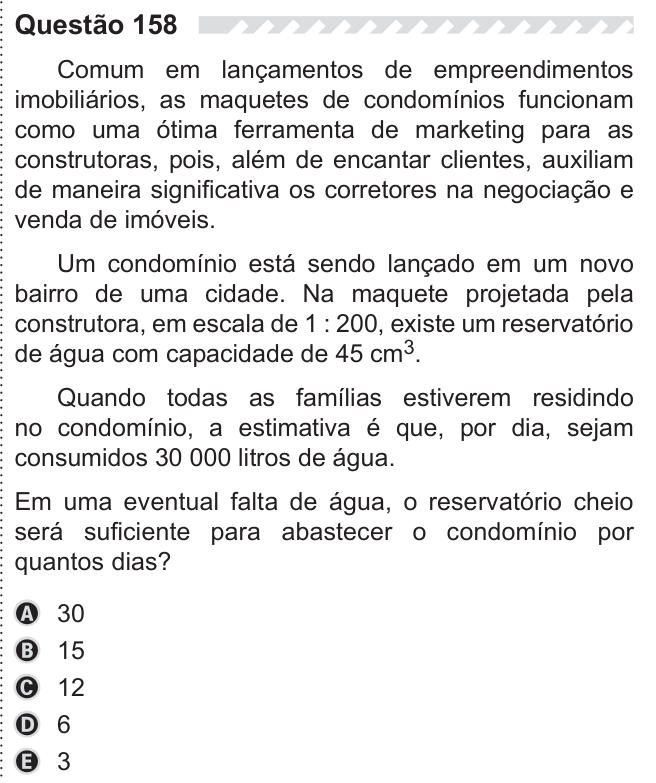 Questão 158
Comum em lançamentos de empreendimentos
imobiliários, as maquetes de condomínios funcionam
como uma ótima ferramenta de marketing para as
construtoras, pois, além de encantar clientes, auxiliam
de maneira significativa os corretores na negociação e
venda de imóveis.
Um condomínio está sendo lançado em um novo
bairro de uma cidade. Na maquete projetada pela
construtora, em escala de 1 : 200, existe um reservatório
de água com capacidade de 45 cm³.
Quando todas as famílias estiverem residindo
no condomínio, a estimativa é que, por dia, sejam
consumidos 30 000 litros de água.
Em uma eventual falta de água, o reservatório cheio
será suficiente para abastecer o condomínio por
quantos dias?
A 30
B 15
C 12
D 6
E 3